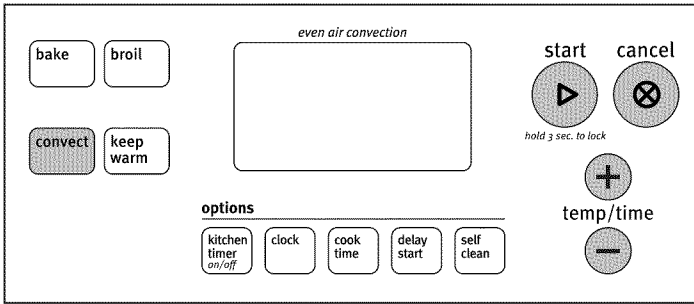 even air convection
bake
broil
start
cancel
hold 3 sec. to lock
convect
keep
warm
temp/time
options
kitchen
timer
on/off
clock
cook
time
delay
start
self
clean